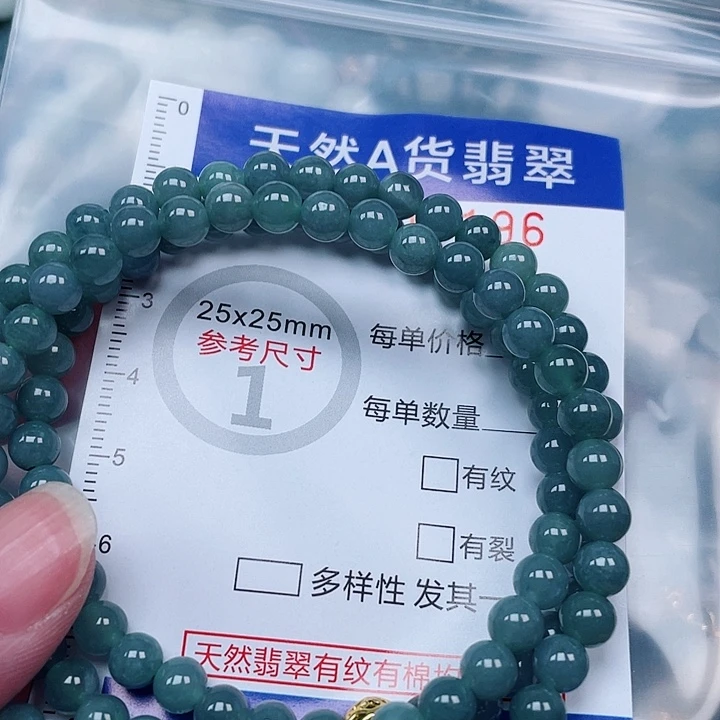 0
天然A货翡翠
196
3
25x25mm
参考尺寸
1
每单价格
4
每单数量
5
有纹
6
有裂
多样性 发其一
天然翡翠有纹有棉